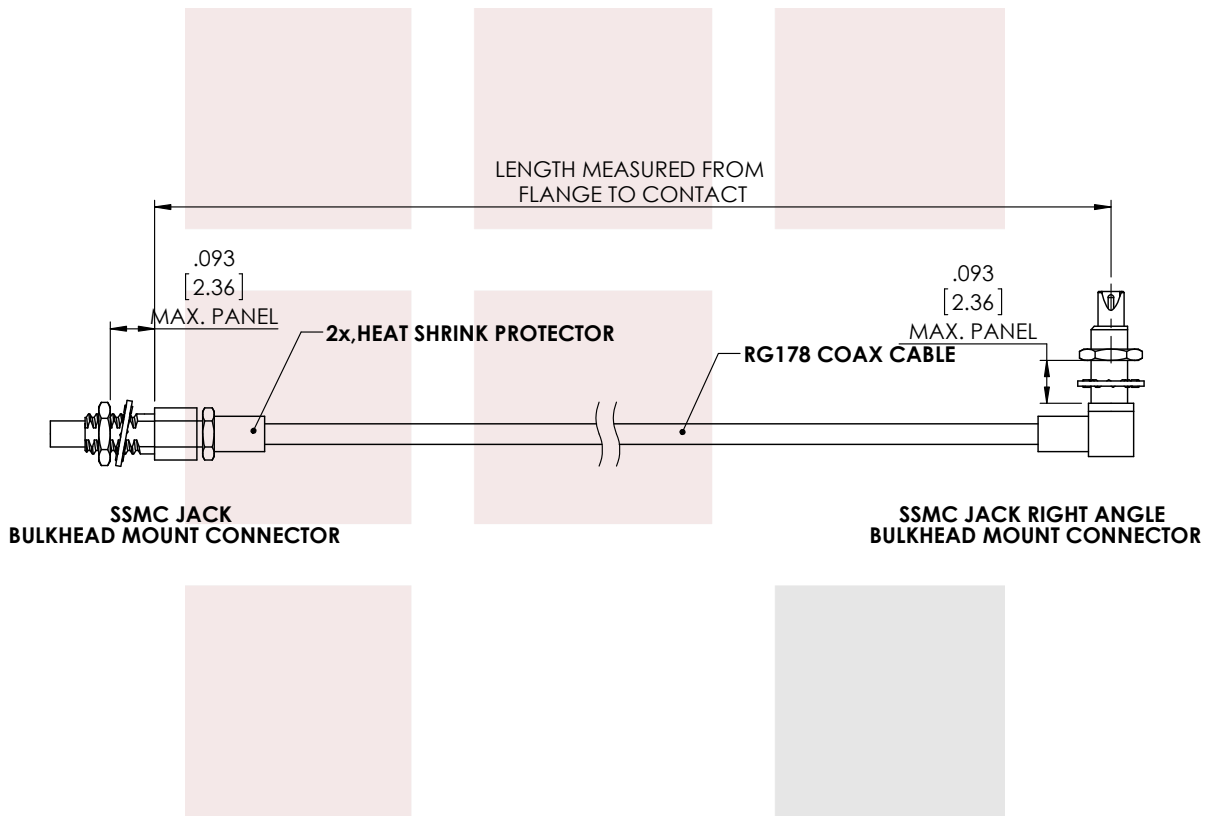 LENGTH MEASURED FROM
FLANGE TO CONTACT
.093
[2.36]
MAX. PANEL
.093
[2.36]
MAX. PANEL
2x,HEAT SHRINK PROTECTOR
RG178 COAX CABLE
SSMC JACK
BULKHEAD MOUNT CONNECTOR
SSMC JACK RIGHT ANGLE
BULKHEAD MOUNT CONNECTOR